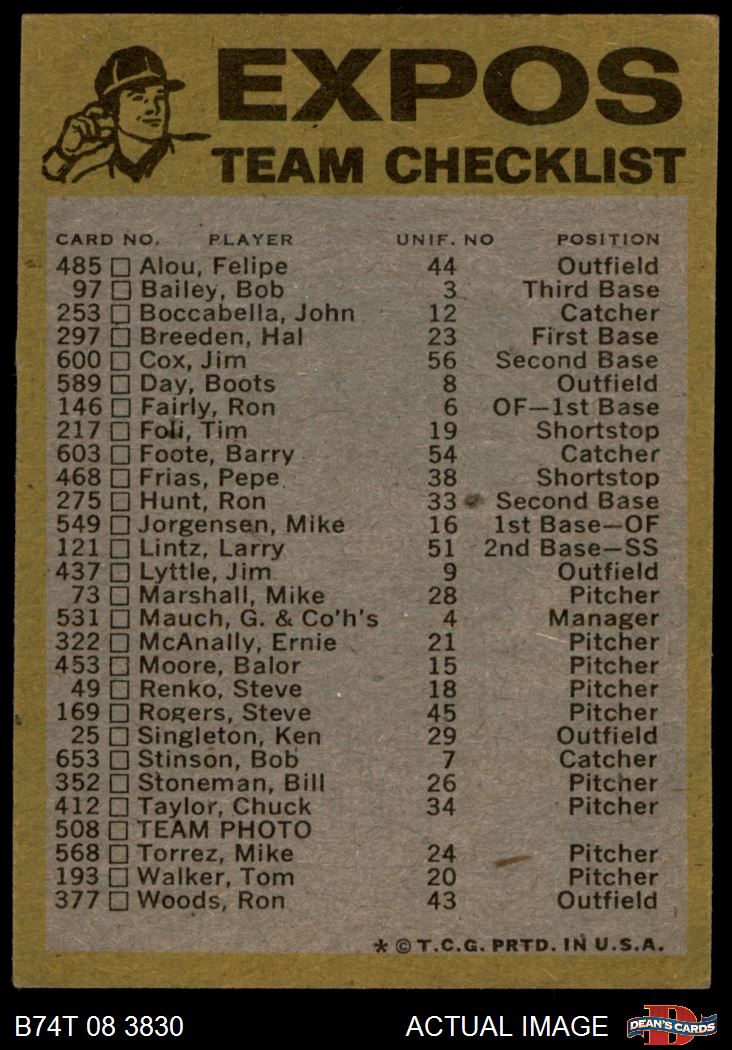 EXPOS
TEAM CHECKLIST
CARD NO. PLAYER UNIF. NO POSITION
485 Alou, Felipe 44 Outfield
97 Bailey, Bob 3 Third Base
253 Boccabella, John 12 Catcher
297 Breeden, Hal 23 First Base
600 Cox, Jim 56 Second Base
589 Day, Boots 8 Outfield
146 Fairly, Ron 6 OF—1st Base
217 Foli, Tim 19 Shortstop
603 Foote, Barry 54 Catcher
468 Frias, Pepe 38 Shortstop
275 Hunt, Ron 33 Second Base
549 Jorgensen, Mike 16 1st Base—OF
121 Lintz, Larry 51 2nd Base—SS
437 Lyttle, Jim 9 Outfield
73 Marshall, Mike 28 Pitcher
531 Mauch, G. & Co'h's 4 Manager
322 McAnally, Ernie 21 Pitcher
453 Moore, Balor 15 Pitcher
49 Renko, Steve 18 Pitcher
169 Rogers, Steve 45 Pitcher
25 Singleton, Ken 29 Outfield
653 Stinson, Bob 7 Catcher
352 Stoneman, Bill 26 Pitcher
412 Taylor, Chuck 34 Pitcher
508 TEAM PHOTO
568 Torrez, Mike 24 Pitcher
193 Walker, Tom 20 Pitcher
377 Woods, Ron 43 Outfield
* © T.C.G. PRTD. IN U.S.A.
B74T 08 3830 ACTUAL IMAGE D DEAN'S CARDS